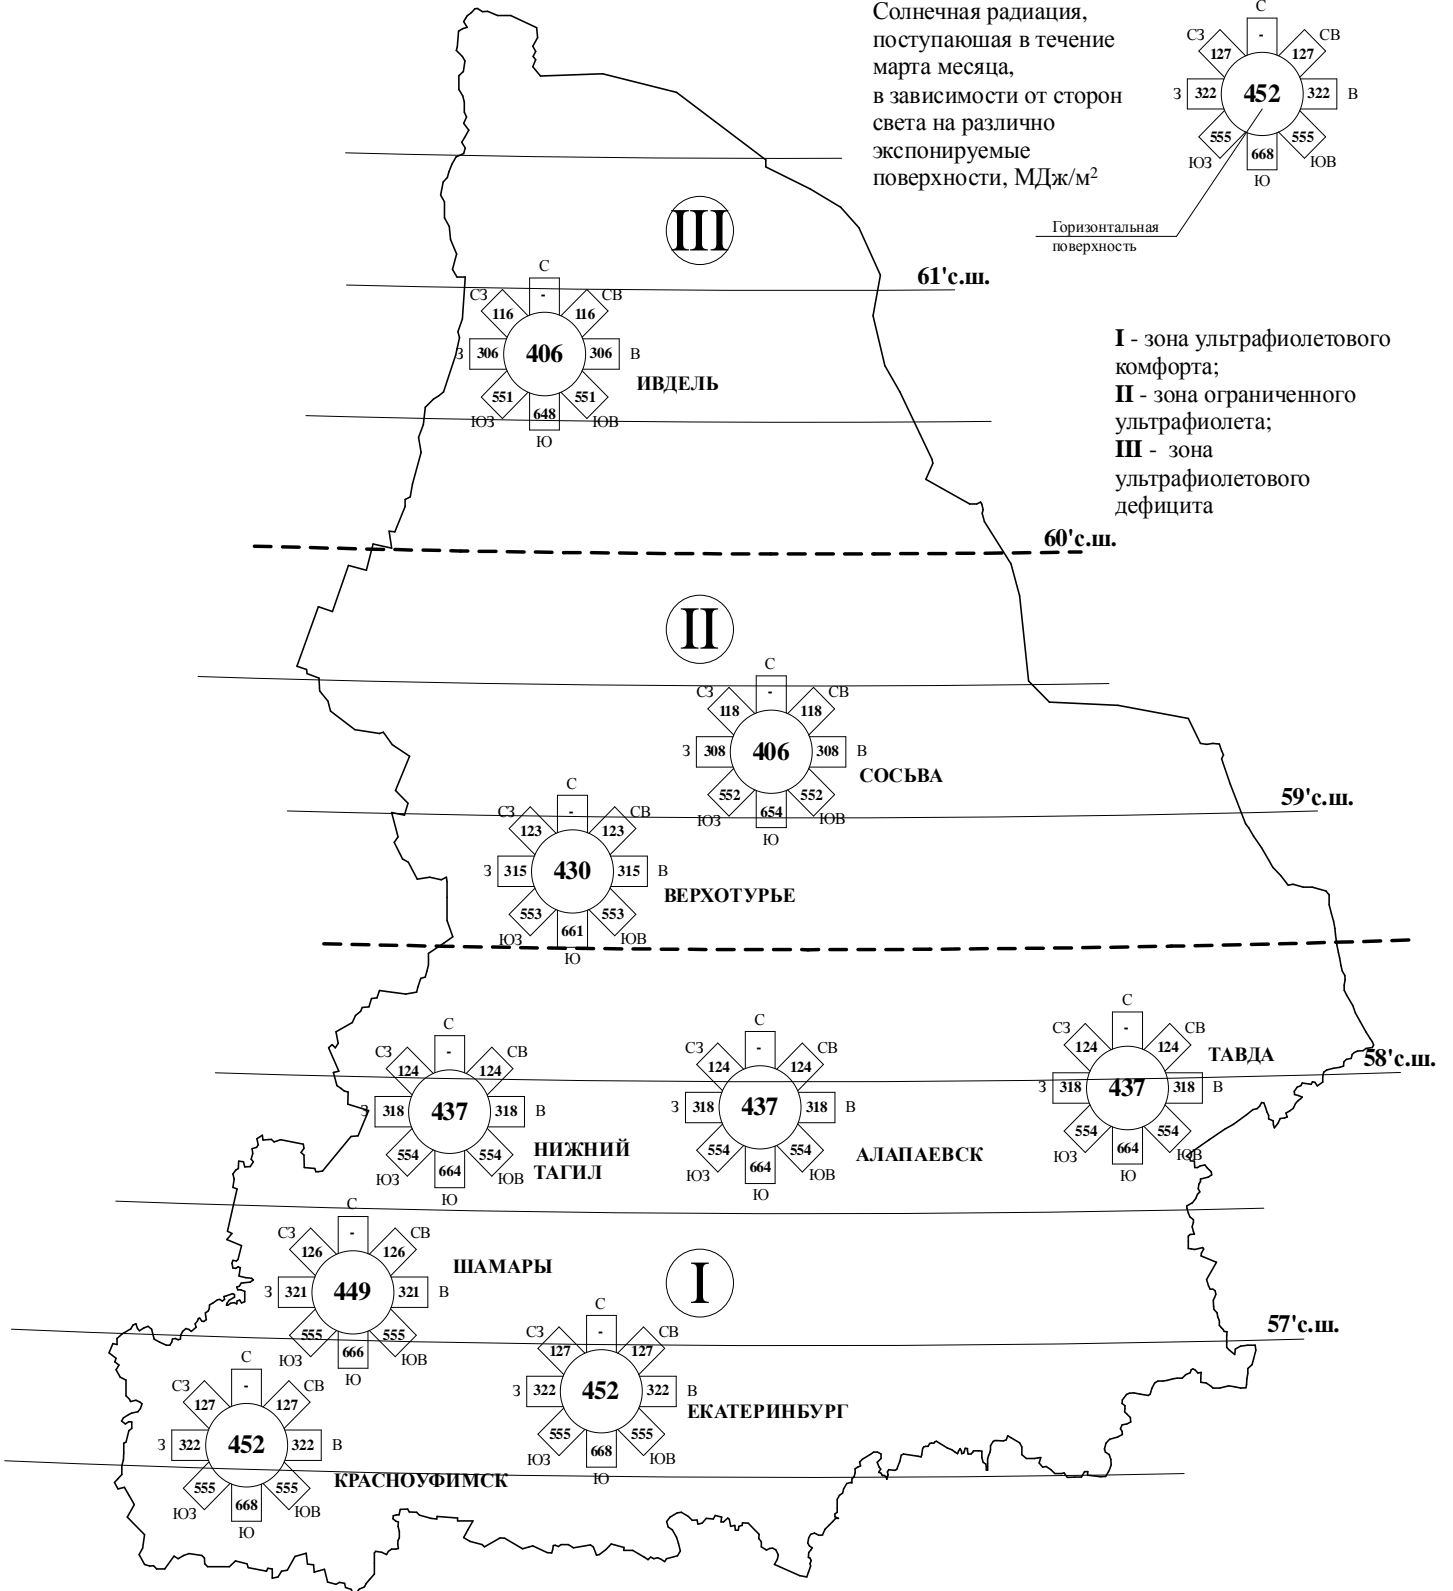 Солнечная радиация,
поступаюшая в течение
марта месяца,
в зависимости от сторон
света на различно
экспонируемые
поверхности, МДж/м²
С
СЗ - СВ
127 127
З 322 452 322 В
555 555
ЮЗ 668 ЮВ
Ю
Горизонтальная
поверхность
III
61'с.ш.
С
СЗ - СВ
116 116
З 306 406 306 В
551 551
ЮЗ 648 ЮВ
Ю
ИВДЕЛЬ
I - зона ультрафиолетового
комфорта;
II - зона ограниченного
ультрафиолета;
III - зона
ультрафиолетового
дефицита
60'с.ш.
II
С
СЗ - СВ
118 118
З 308 406 308 В
552 552
ЮЗ 654 ЮВ
Ю
СОСЬВА
59'с.ш.
С
СЗ - СВ
123 123
З 315 430 315 В
553 553
ЮЗ 661 ЮВ
Ю
ВЕРХОТУРЬЕ
С
СЗ - СВ
124 124
З 318 437 318 В
554 554
ЮЗ 664 ЮВ
Ю
НИЖНИЙ
ТАГИЛ
С
СЗ - СВ
124 124
З 318 437 318 В
554 554
ЮЗ 664 ЮВ
Ю
АЛАПАЕВСК
С
СЗ - СВ
124 124
З 318 437 318 В
554 554
ЮЗ 664 ЮВ
Ю
ТАВДА
58'с.ш.
С
СЗ - СВ
126 126
З 321 449 321 В
555 555
ЮЗ 666 ЮВ
Ю
ШАМАРЫ
I
57'с.ш.
С
СЗ - СВ
127 127
З 322 452 322 В
555 555
ЮЗ 668 ЮВ
Ю
ЕКАТЕРИНБУРГ
С
СЗ - СВ
127 127
З 322 452 322 В
555 555
ЮЗ 668 ЮВ
Ю
КРАСНОУФИМСК